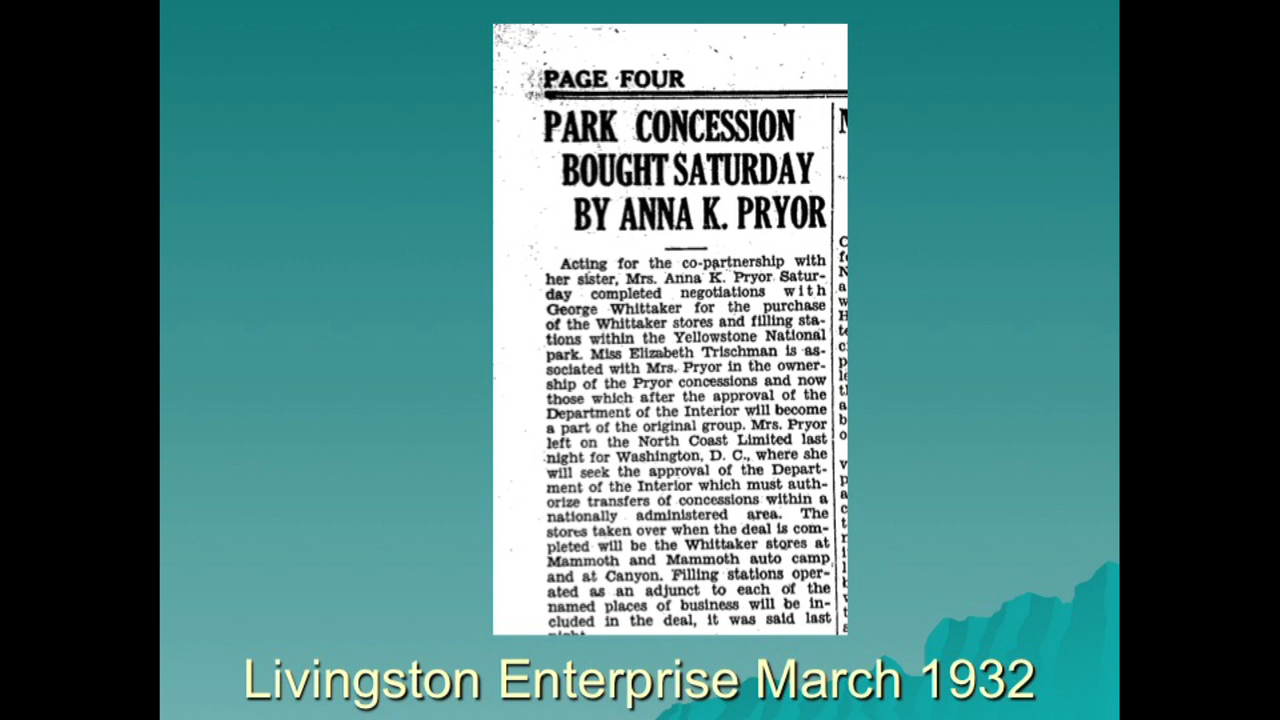 PAGE FOUR
PARK CONCESSION
BOUGHT SATURDAY
BY ANNA K. PRYOR
Acting for the co-partnership with
her sister, Mrs. Anna K. Pryor Satur-
day completed negotiations with
George Whittaker for the purchase
of the Whittaker stores and filling sta-
tions within the Yellowstone National
park. Miss Elizabeth Trischman is as-
sociated with Mrs. Pryor in the owner-
ship of the Pryor concessions and now
those which after the approval of the
Department of the Interior will become
a part of the original group. Mrs. Pryor
left on the North Coast Limited last
night for Washington, D. C., where she
will seek the approval of the Depart-
ment of the Interior which must auth-
orize transfers of concessions within a
nationally administered area. The
stores taken over when the deal is com-
pleted will be the Whittaker stores at
Mammoth and Mammoth auto camp
and at Canyon. Filling stations oper-
ated as an adjunct to each of the
named places of business will be in-
cluded in the deal, it was said last
Livingston Enterprise March 1932